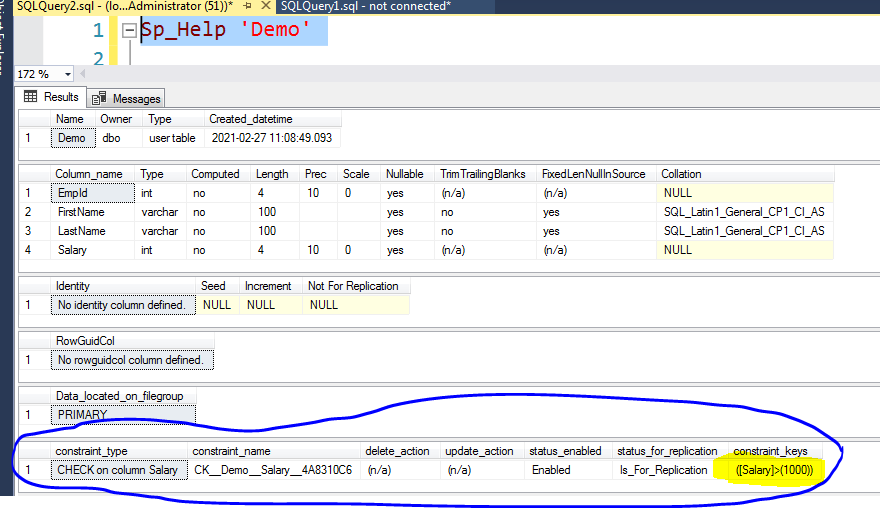 SQLQuery2.sql - (lo...Administrator (51))* SQLQuery1.sql - not connected*
1 Sp_Help 'Demo'
2
172 %
Results Messages
Name Owner Type Created_datetime
1 Demo dbo user table 2021-02-27 11:08:49.093
Column_name Type Computed Length Prec Scale Nullable TrimTrailingBlanks FixedLenNullInSource Collation
1 EmpId int no 4 10 0 yes (n/a) (n/a) NULL
2 FirstName varchar no 100 yes no yes SQL_Latin1_General_CP1_CI_AS
3 LastName varchar no 100 yes no yes SQL_Latin1_General_CP1_CI_AS
4 Salary int no 4 10 0 yes (n/a) (n/a) NULL
Identity Seed Increment Not For Replication
1 No identity column defined. NULL NULL NULL
RowGuidCol
1 No rowguidcol column defined.
Data_located_on_filegroup
1 PRIMARY
constraint_type constraint_name delete_action update_action status_enabled status_for_replication constraint_keys
1 CHECK on column Salary CK__Demo__Salary__4A8310C6 (n/a) (n/a) Enabled Is_For_Replication ([Salary]>(1000))